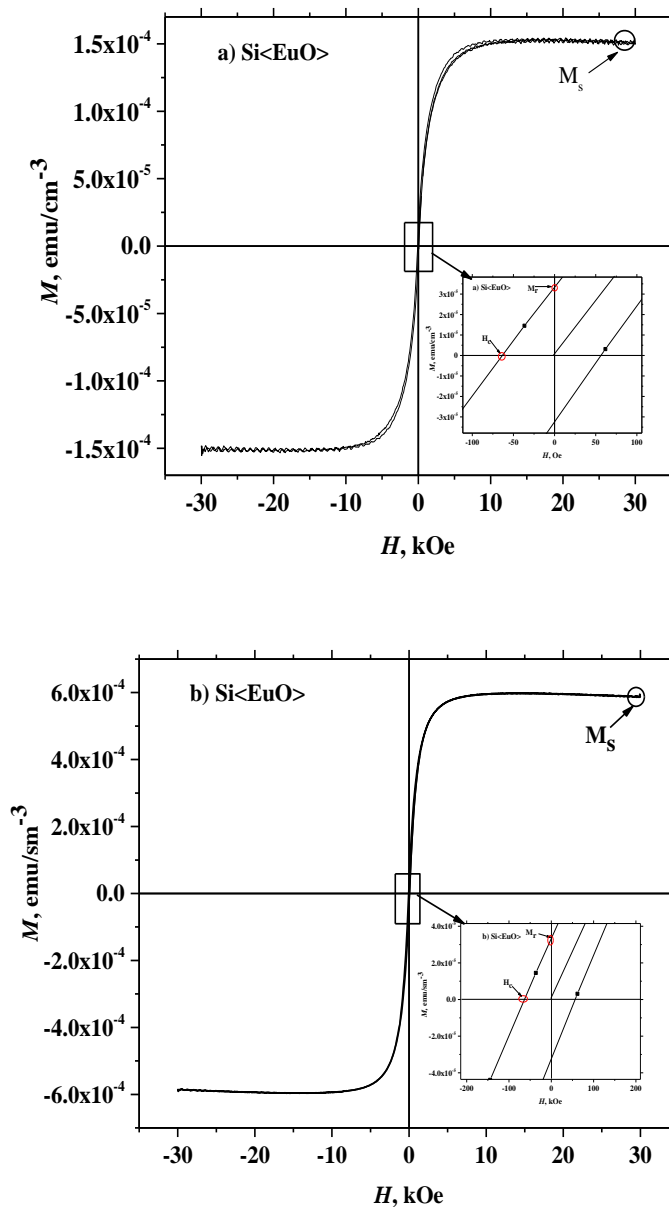 a) Si<EuO>
1.5x10⁻⁴
1.0x10⁻⁴
5.0x10⁻⁵
0.0
-5.0x10⁻⁵
-1.0x10⁻⁴
-1.5x10⁻⁴
M, emu/cm⁻³
Mₛ
-30 -20 -10 0 10 20 30
H, kOe
a) Si<EuO>
Mᵣ
H꜀
M, emu/cm⁻³
0
-100 -50 0 50 100
H, Oe
b) Si<EuO>
6.0x10⁻⁴
4.0x10⁻⁴
2.0x10⁻⁴
0.0
-2.0x10⁻⁴
-4.0x10⁻⁴
-6.0x10⁻⁴
M, emu/sm⁻³
Mₛ
-30 -20 -10 0 10 20 30
H, kOe
b) Si<EuO>
Mᵣ
H꜀
M, emu/sm⁻³
0.0
-200 -100 0 100 200
H, kOe